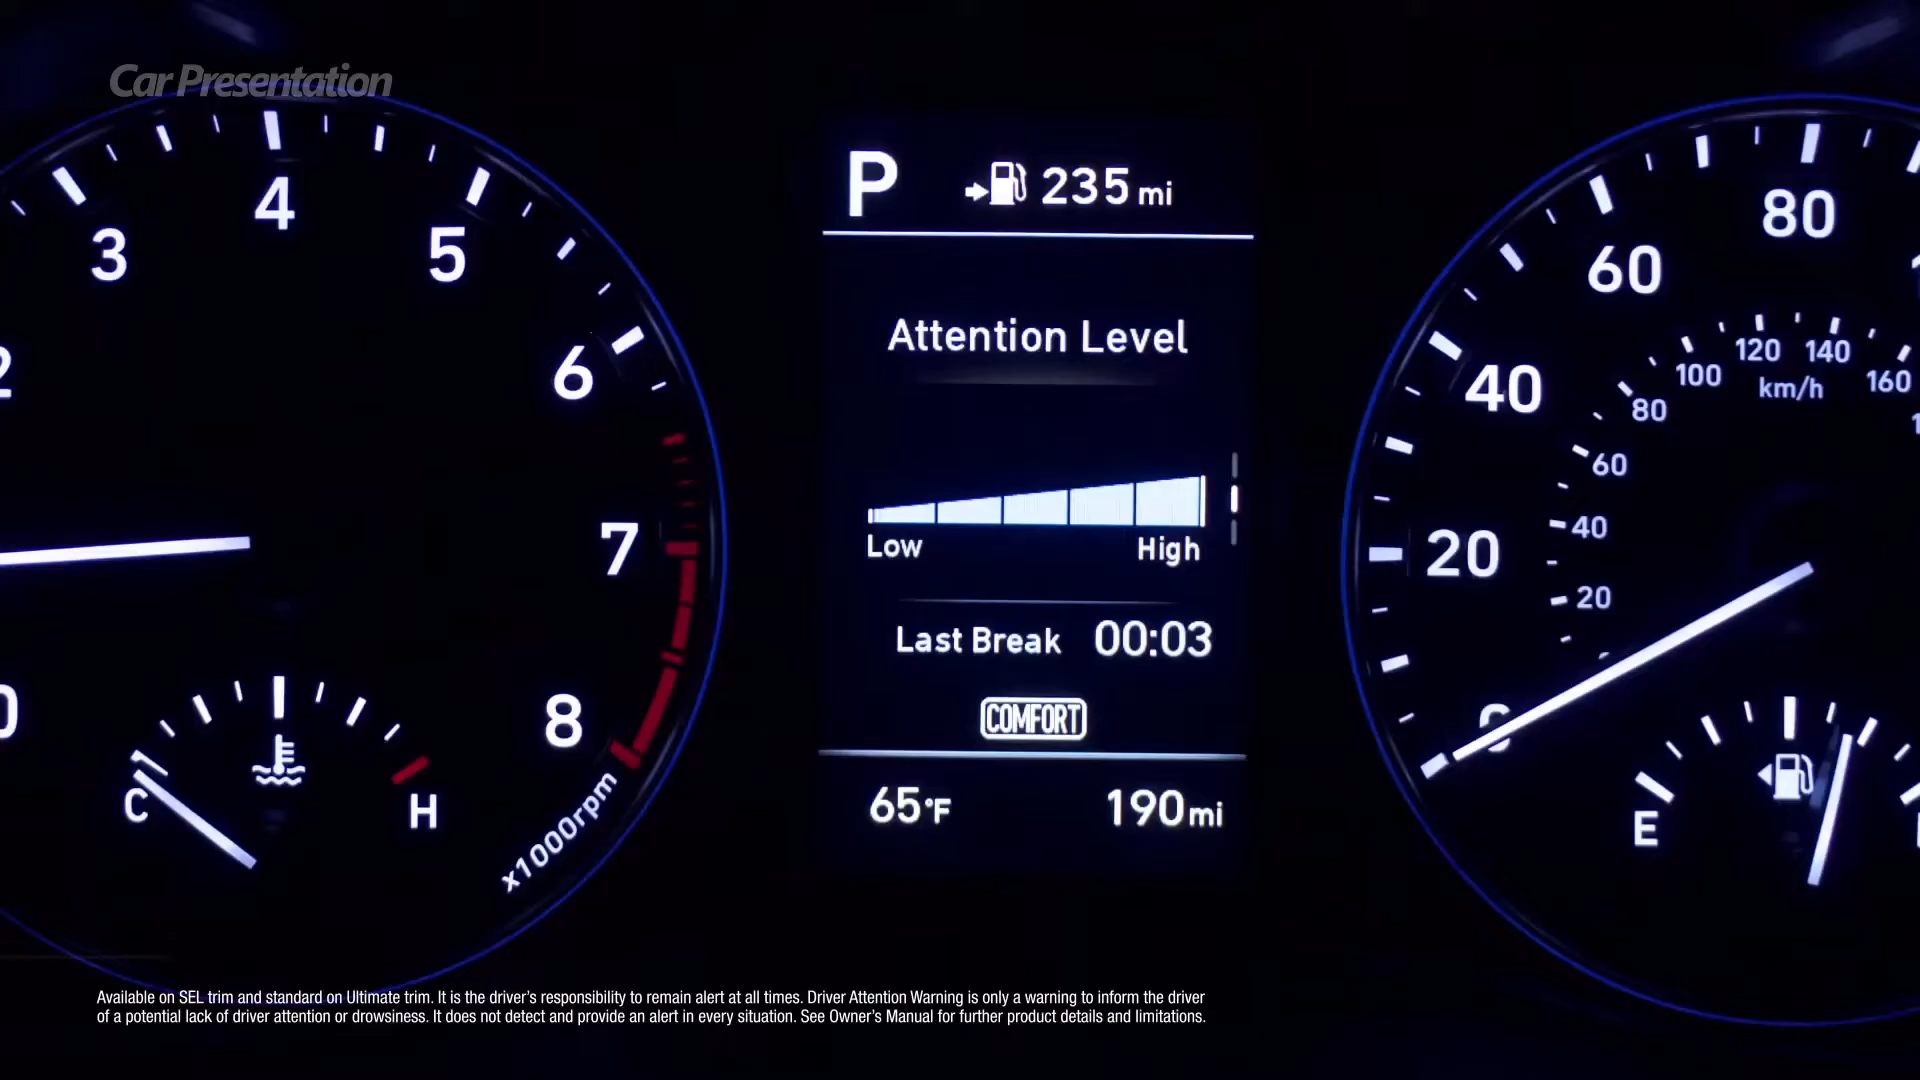 Car Presentation
P 235 mi
Attention Level
Low High
Last Break 00:03
COMFORT
65°F 190 mi
2 3 4 5 6 7 8
x1000rpm
C H
20 40 60 80
20 40 60 80 100 120 140 160
km/h
E
Available on SEL trim and standard on Ultimate trim. It is the driver's responsibility to remain alert at all times. Driver Attention Warning is only a warning to inform the driver
of a potential lack of driver attention or drowsiness. It does not detect and provide an alert in every situation. See Owner's Manual for further product details and limitations.